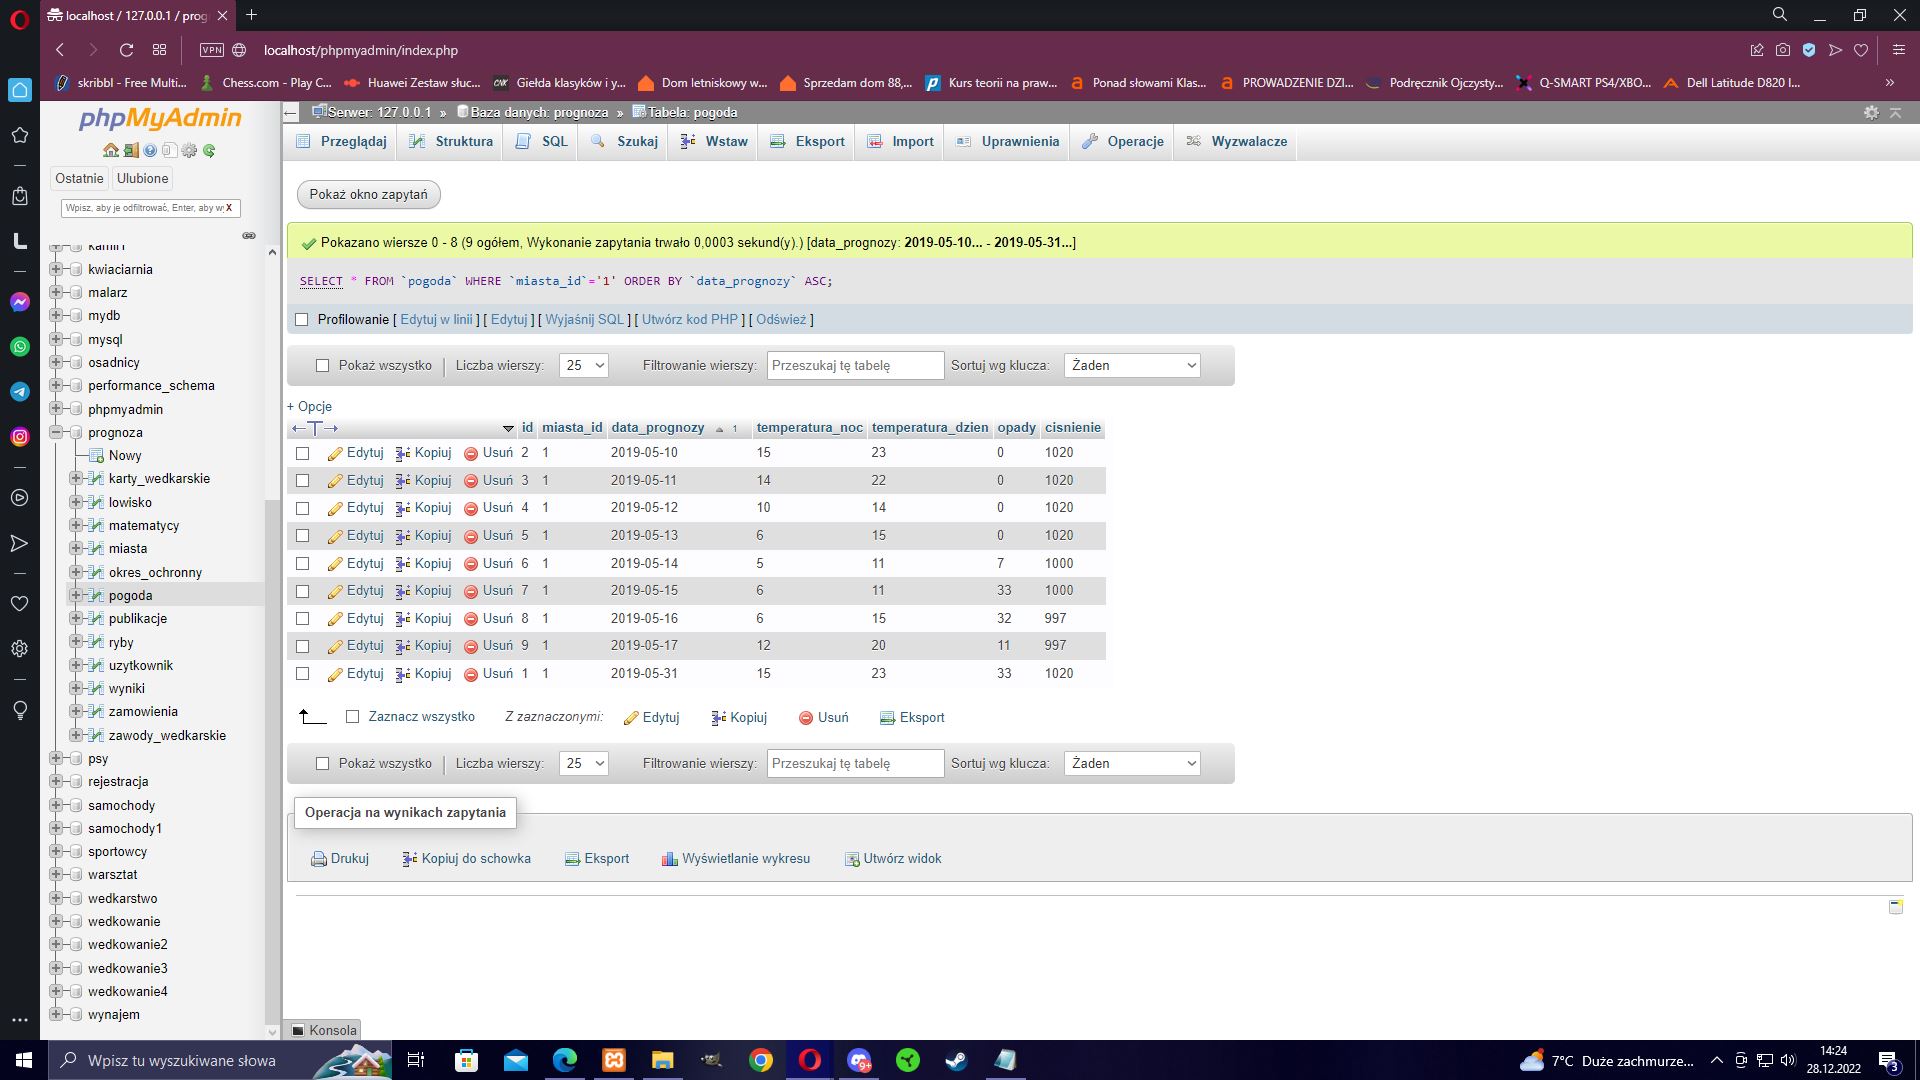 localhost / 127.0.0.1 / prog
VPN localhost/phpmyadmin/index.php
skribbl - Free Multi... Chess.com - Play C... Huawei Zestaw słuc... Giełda klasyków i y... Dom letniskowy w... Sprzedam dom 88,... Kurs teorii na praw... Ponad słowami Klas... PROWADZENIE DZI... Podręcznik Ojczysty... Q-SMART PS4/XBO... Dell Latitude D820 I... »
phpMyAdmin
Ostatnie Ulubione
Wpisz, aby je odfiltrować, Enter, aby wy X
kwiaciarnia
malarz
mydb
mysql
osadnicy
performance_schema
phpmyadmin
prognoza
Nowy
karty_wedkarskie
lowisko
matematycy
miasta
okres_ochronny
pogoda
publikacje
ryby
uzytkownik
wyniki
zamowienia
zawody_wedkarskie
psy
rejestracja
samochody
samochody1
sportowcy
warsztat
wedkarstwo
wedkowanie
wedkowanie2
wedkowanie3
wedkowanie4
wynajem
Serwer: 127.0.0.1 » Baza danych: prognoza » Tabela: pogoda
Przeglądaj Struktura SQL Szukaj Wstaw Eksport Import Uprawnienia Operacje Wyzwalacze
Pokaż okno zapytań
Pokazano wiersze 0 - 8 (9 ogółem, Wykonanie zapytania trwało 0,0003 sekund(y).) [data_prognozy: 2019-05-10... - 2019-05-31...]
SELECT * FROM `pogoda` WHERE `miasta_id`='1' ORDER BY `data_prognozy` ASC;
Profilowanie [ Edytuj w linii ] [ Edytuj ] [ Wyjaśnij SQL ] [ Utwórz kod PHP ] [ Odśwież ]
Pokaż wszystko Liczba wierszy: 25 Filtrowanie wierszy: Przeszukaj tę tabelę Sortuj wg klucza: Żaden
+ Opcje
←T→ id miasta_id data_prognozy 1 temperatura_noc temperatura_dzien opady cisnienie
Edytuj Kopiuj Usuń 2 1 2019-05-10 15 23 0 1020
Edytuj Kopiuj Usuń 3 1 2019-05-11 14 22 0 1020
Edytuj Kopiuj Usuń 4 1 2019-05-12 10 14 0 1020
Edytuj Kopiuj Usuń 5 1 2019-05-13 6 15 0 1020
Edytuj Kopiuj Usuń 6 1 2019-05-14 5 11 7 1000
Edytuj Kopiuj Usuń 7 1 2019-05-15 6 11 33 1000
Edytuj Kopiuj Usuń 8 1 2019-05-16 6 15 32 997
Edytuj Kopiuj Usuń 9 1 2019-05-17 12 20 11 997
Edytuj Kopiuj Usuń 1 1 2019-05-31 15 23 33 1020
Zaznacz wszystko Z zaznaczonymi: Edytuj Kopiuj Usuń Eksport
Pokaż wszystko Liczba wierszy: 25 Filtrowanie wierszy: Przeszukaj tę tabelę Sortuj wg klucza: Żaden
Operacja na wynikach zapytania
Drukuj Kopiuj do schowka Eksport Wyświetlanie wykresu Utwórz widok
Konsola
Wpisz tu wyszukiwane słowa
9+
7°C Duże zachmurze...
14:24
28.12.2022
3